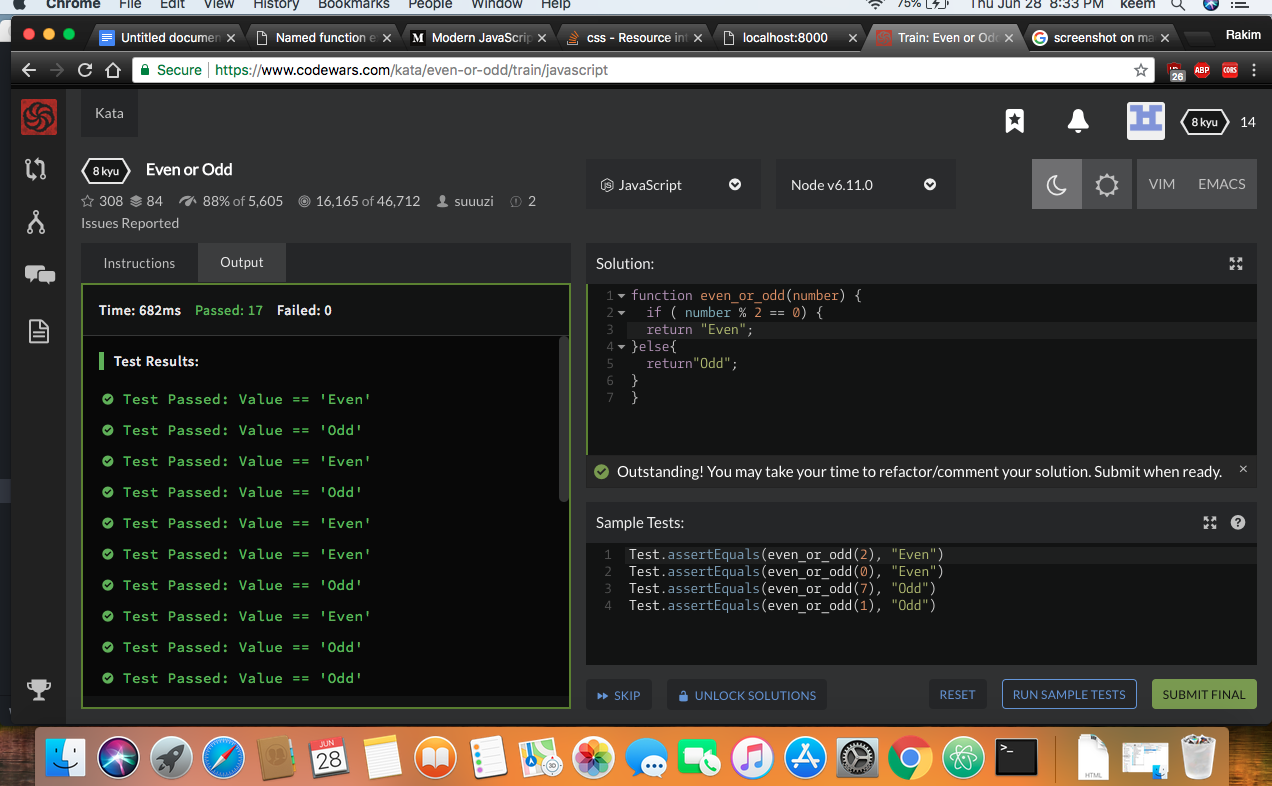 Chrome File Edit View History Bookmarks People Window Help 75% Thu Jun 28 8:33 PM keem
Untitled documen Named function e Modern JavaScrip css - Resource int localhost:8000 Train: Even or Odd screenshot on ma Rakim
Secure https://www.codewars.com/kata/even-or-odd/train/javascript 26 ABP CORS
Kata 8 kyu 14
8 kyu Even or Odd JavaScript Node v6.11.0 VIM EMACS
308 84 88% of 5,605 16,165 of 46,712 suuuzi 2
Issues Reported
Instructions Output
Time: 682ms Passed: 17 Failed: 0
Test Results:
Test Passed: Value == 'Even'
Test Passed: Value == 'Odd'
Test Passed: Value == 'Even'
Test Passed: Value == 'Odd'
Test Passed: Value == 'Even'
Test Passed: Value == 'Even'
Test Passed: Value == 'Odd'
Test Passed: Value == 'Even'
Test Passed: Value == 'Odd'
Test Passed: Value == 'Odd'
Solution:
1 function even_or_odd(number) {
2 if ( number % 2 == 0) {
3 return "Even";
4 }else{
5 return"Odd";
6 }
7 }
Outstanding! You may take your time to refactor/comment your solution. Submit when ready. ×
Sample Tests:
1 Test.assertEquals(even_or_odd(2), "Even")
2 Test.assertEquals(even_or_odd(0), "Even")
3 Test.assertEquals(even_or_odd(7), "Odd")
4 Test.assertEquals(even_or_odd(1), "Odd")
SKIP UNLOCK SOLUTIONS RESET RUN SAMPLE TESTS SUBMIT FINAL
JUN
28
3D
>_
HTML